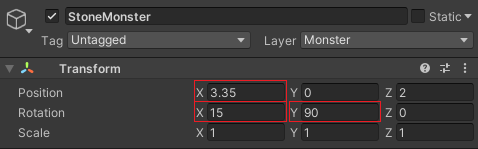 StoneMonster Static
Tag Untagged Layer Monster
Transform
Position X 3.35 Y 0 Z 2
Rotation X 15 Y 90 Z 0
Scale X 1 Y 1 Z 1